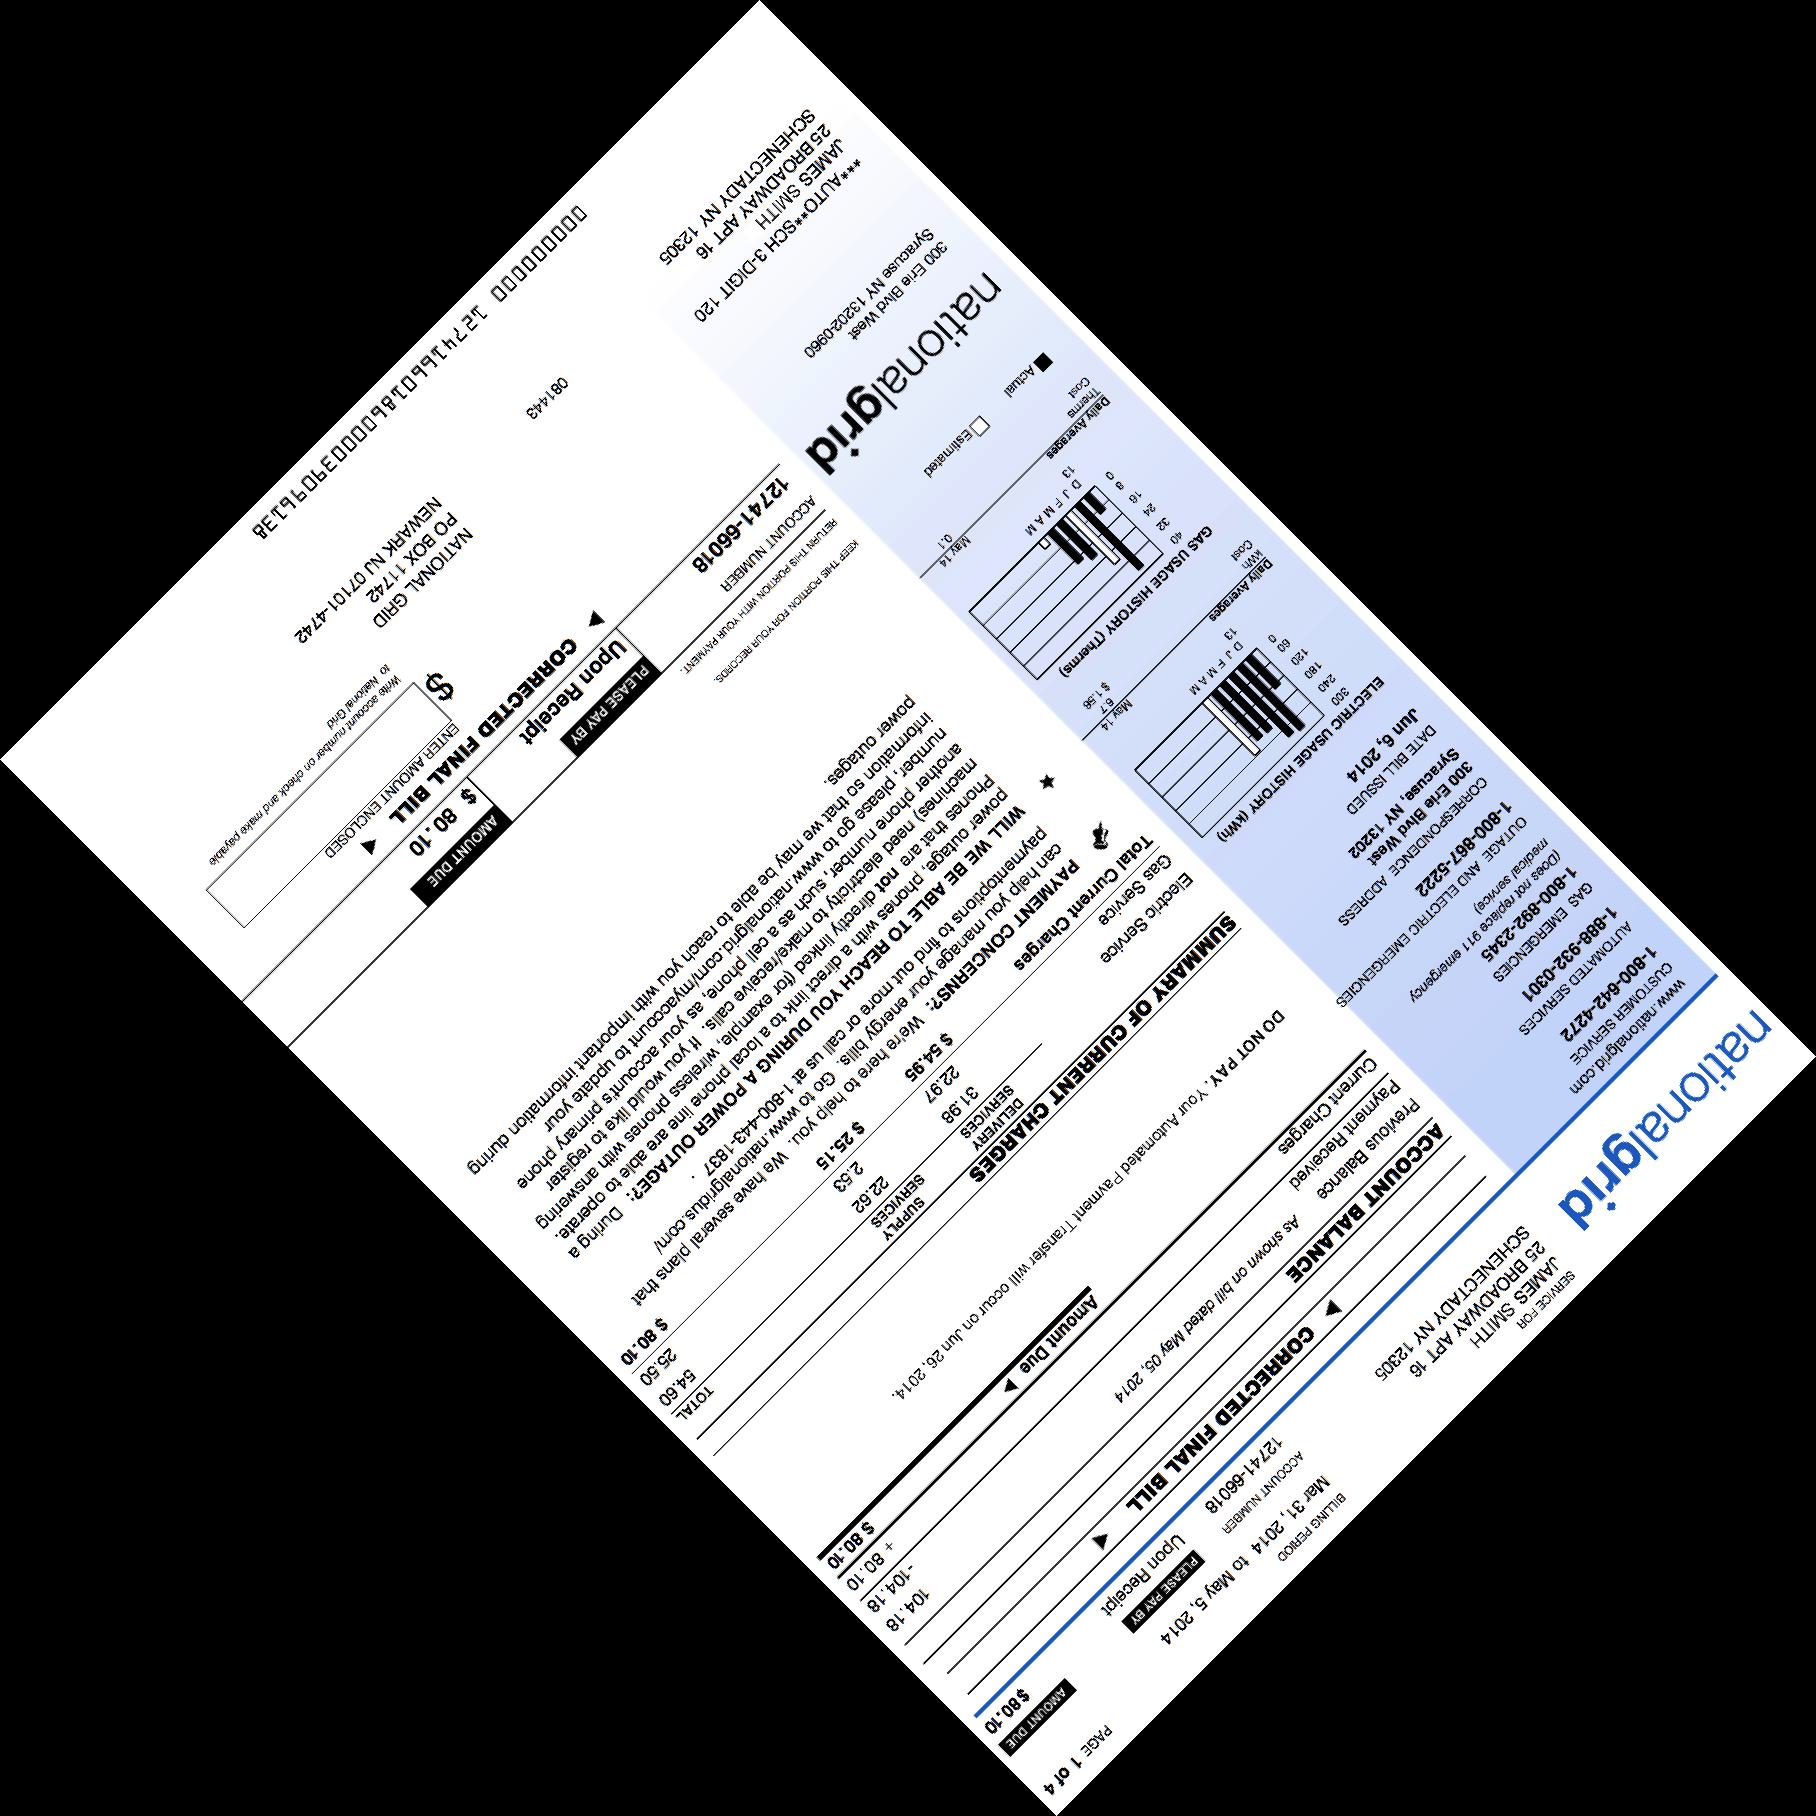 nationalgrid
SERVICE FOR
JAMES SMITH
25 BROADWAY APT 16
SCHENECTADY NY 12305
BILLING PERIOD
Mar 31, 2014 to May 5, 2014
PAGE 1 of 4
ACCOUNT NUMBER
12741-66018
PLEASE PAY BY
Upon Receipt
AMOUNT DUE
$ 80.10
www.nationalgrid.com
CUSTOMER SERVICE
1-800-642-4272
AUTOMATED SERVICES
1-888-932-0301
GAS EMERGENCIES
1-800-892-2345
(Does not replace 911 emergency
medical service)
OUTAGE AND ELECTRIC EMERGENCIES
1-800-867-5222
CORRESPONDENCE ADDRESS
300 Erie Blvd West
Syracuse, NY 13202
DATE BILL ISSUED
Jun 6, 2014
ELECTRIC USAGE HISTORY (kWh)
300
240
180
120
60
0
D J F M A M
13
Daily Averages May 14
kWh 6.7
Cost $ 1.56
GAS USAGE HISTORY (Therms)
40
32
24
16
8
0
D J F M A M
13
Daily Averages May 14
Therms 0.1
Cost
Actual Estimated
CORRECTED FINAL BILL
ACCOUNT BALANCE
Previous Balance As shown on bill dated May 05, 2014 104.18
Payment Received -104.18
Current Charges + 80.10
Amount Due $ 80.10
DO NOT PAY. Your Automated Payment Transfer will occur on Jun 26, 2014.
SUMMARY OF CURRENT CHARGES
DELIVERY SERVICES SUPPLY SERVICES TOTAL
Electric Service 31.98 22.62 54.60
Gas Service 22.97 2.53 25.50
Total Current Charges $ 54.95 $ 25.15 $ 80.10
PAYMENT CONCERNS?: We're here to help you. We have several plans that
can help you manage your energy bills. Go to www.nationalgridus.com/
paymentoptions to find out more or call us at 1-800-443-1837 .
WILL WE BE ABLE TO REACH YOU DURING A POWER OUTAGE?: During a
power outage, phones with a direct link to a local phone line are able to operate.
Phones that are not directly linked (for example, wireless phones with answering
machines) need electricity to make/receive calls. If you would like to register
another phone number, such as a cell phone, as your account's primary phone
number, please go to www.nationalgrid.com/myaccount to update your
information so that we may be able to reach you with important information during
power outages.
KEEP THIS PORTION FOR YOUR RECORDS.
RETURN THIS PORTION WITH YOUR PAYMENT.
nationalgrid
300 Erie Blvd West
Syracuse NY 13202-0960
ACCOUNT NUMBER
12741-66018
PLEASE PAY BY
Upon Receipt
AMOUNT DUE
$ 80.10
CORRECTED FINAL BILL
ENTER AMOUNT ENCLOSED
$
Write account number on check and make payable
to National Grid
***AUTO**SCH 3-DIGIT 120
JAMES SMITH
25 BROADWAY APT 16
SCHENECTADY NY 12305
081443
NATIONAL GRID
PO BOX 11742
NEWARK NJ 07101-4742